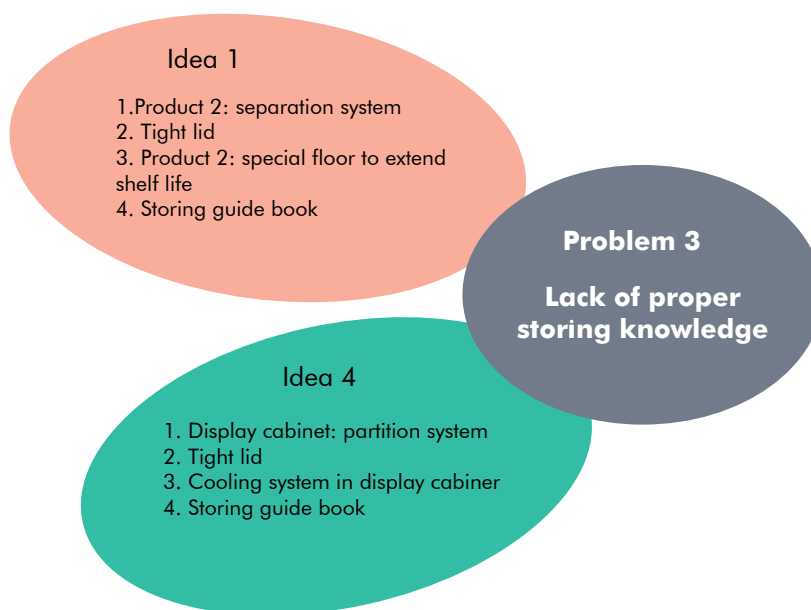 Idea 1
1.Product 2: separation system
2. Tight lid
3. Product 2: special floor to extend
shelf life
4. Storing guide book
Problem 3
Lack of proper
storing knowledge
Idea 4
1. Display cabinet: partition system
2. Tight lid
3. Cooling system in display cabiner
4. Storing guide book